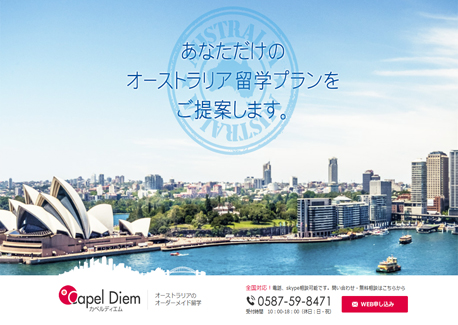 AUSTRALIA
あなただけの
オーストラリア留学プランを
ご提案します。
AUSTRALIA
Capel Diem
カペルディエム
オーストラリアの
オーダーメイド留学
全国対応！電話、skype相談可能です。問い合わせ・無料相談はこちらから
0587-59-8471
受付時間 10：00-18：00（休日：日・祝）
WEB申し込み